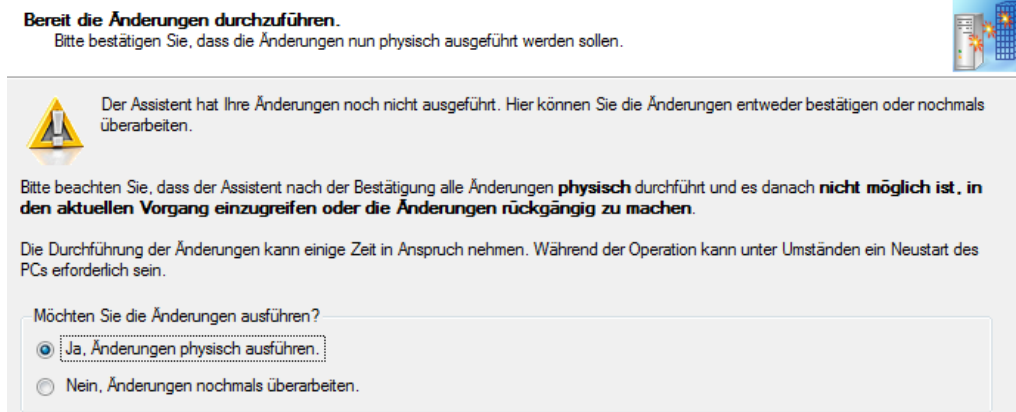 Bereit die Änderungen durchzuführen.
Bitte bestätigen Sie, dass die Änderungen nun physisch ausgeführt werden sollen.
Der Assistent hat Ihre Änderungen noch nicht ausgeführt. Hier können Sie die Änderungen entweder bestätigen oder nochmals
überarbeiten.
Bitte beachten Sie, dass der Assistent nach der Bestätigung alle Änderungen physisch durchführt und es danach nicht möglich ist, in
den aktuellen Vorgang einzugreifen oder die Änderungen rückgängig zu machen.
Die Durchführung der Änderungen kann einige Zeit in Anspruch nehmen. Während der Operation kann unter Umständen ein Neustart des
PCs erforderlich sein.
Möchten Sie die Änderungen ausführen?
Ja, Änderungen physisch ausführen.
Nein, Änderungen nochmals überarbeiten.